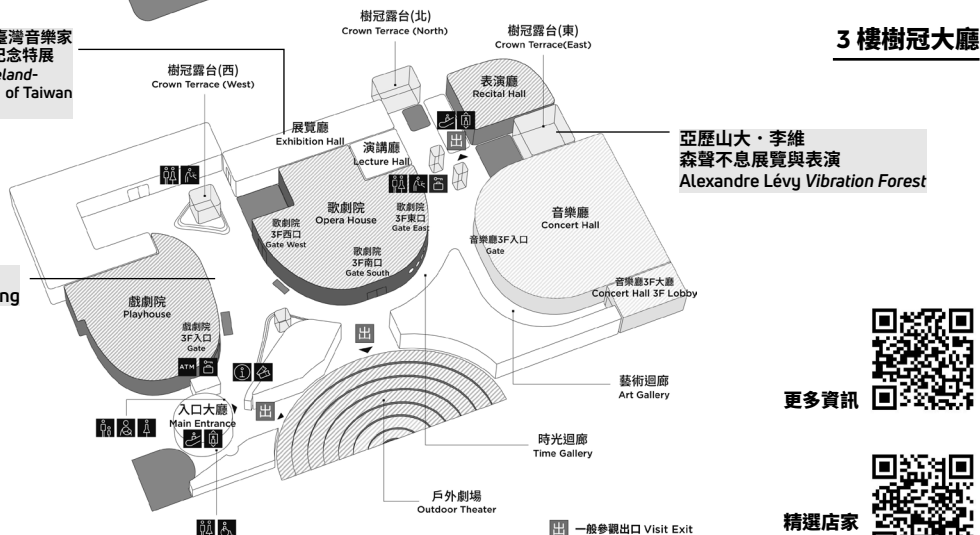 樹冠露台(北)
Crown Terrace (North)
樹冠露台(東)
Crown Terrace(East)
3 樓樹冠大廳
臺灣音樂家
紀念特展
of Taiwan
樹冠露台(西)
Crown Terrace (West)
表演廳
Recital Hall
展覽廳
Exhibition Hall
演講廳
Lecture Hall
出
亞歷山大・李維
森聲不息展覽與表演
Alexandre Lévy Vibration Forest
歌劇院
Opera House
歌劇院
3F西口
Gate West
歌劇院
3F東口
Gate East
歌劇院
3F南口
Gate South
音樂廳
Concert Hall
音樂廳3F入口
Gate
音樂廳3F大廳
Concert Hall 3F Lobby
戲劇院
Playhouse
戲劇院
3F入口
Gate
ATM
出
出
入口大廳
Main Entrance
藝術迴廊
Art Gallery
時光迴廊
Time Gallery
戶外劇場
Outdoor Theater
更多資訊
精選店家
出 一般參觀出口 Visit Exit